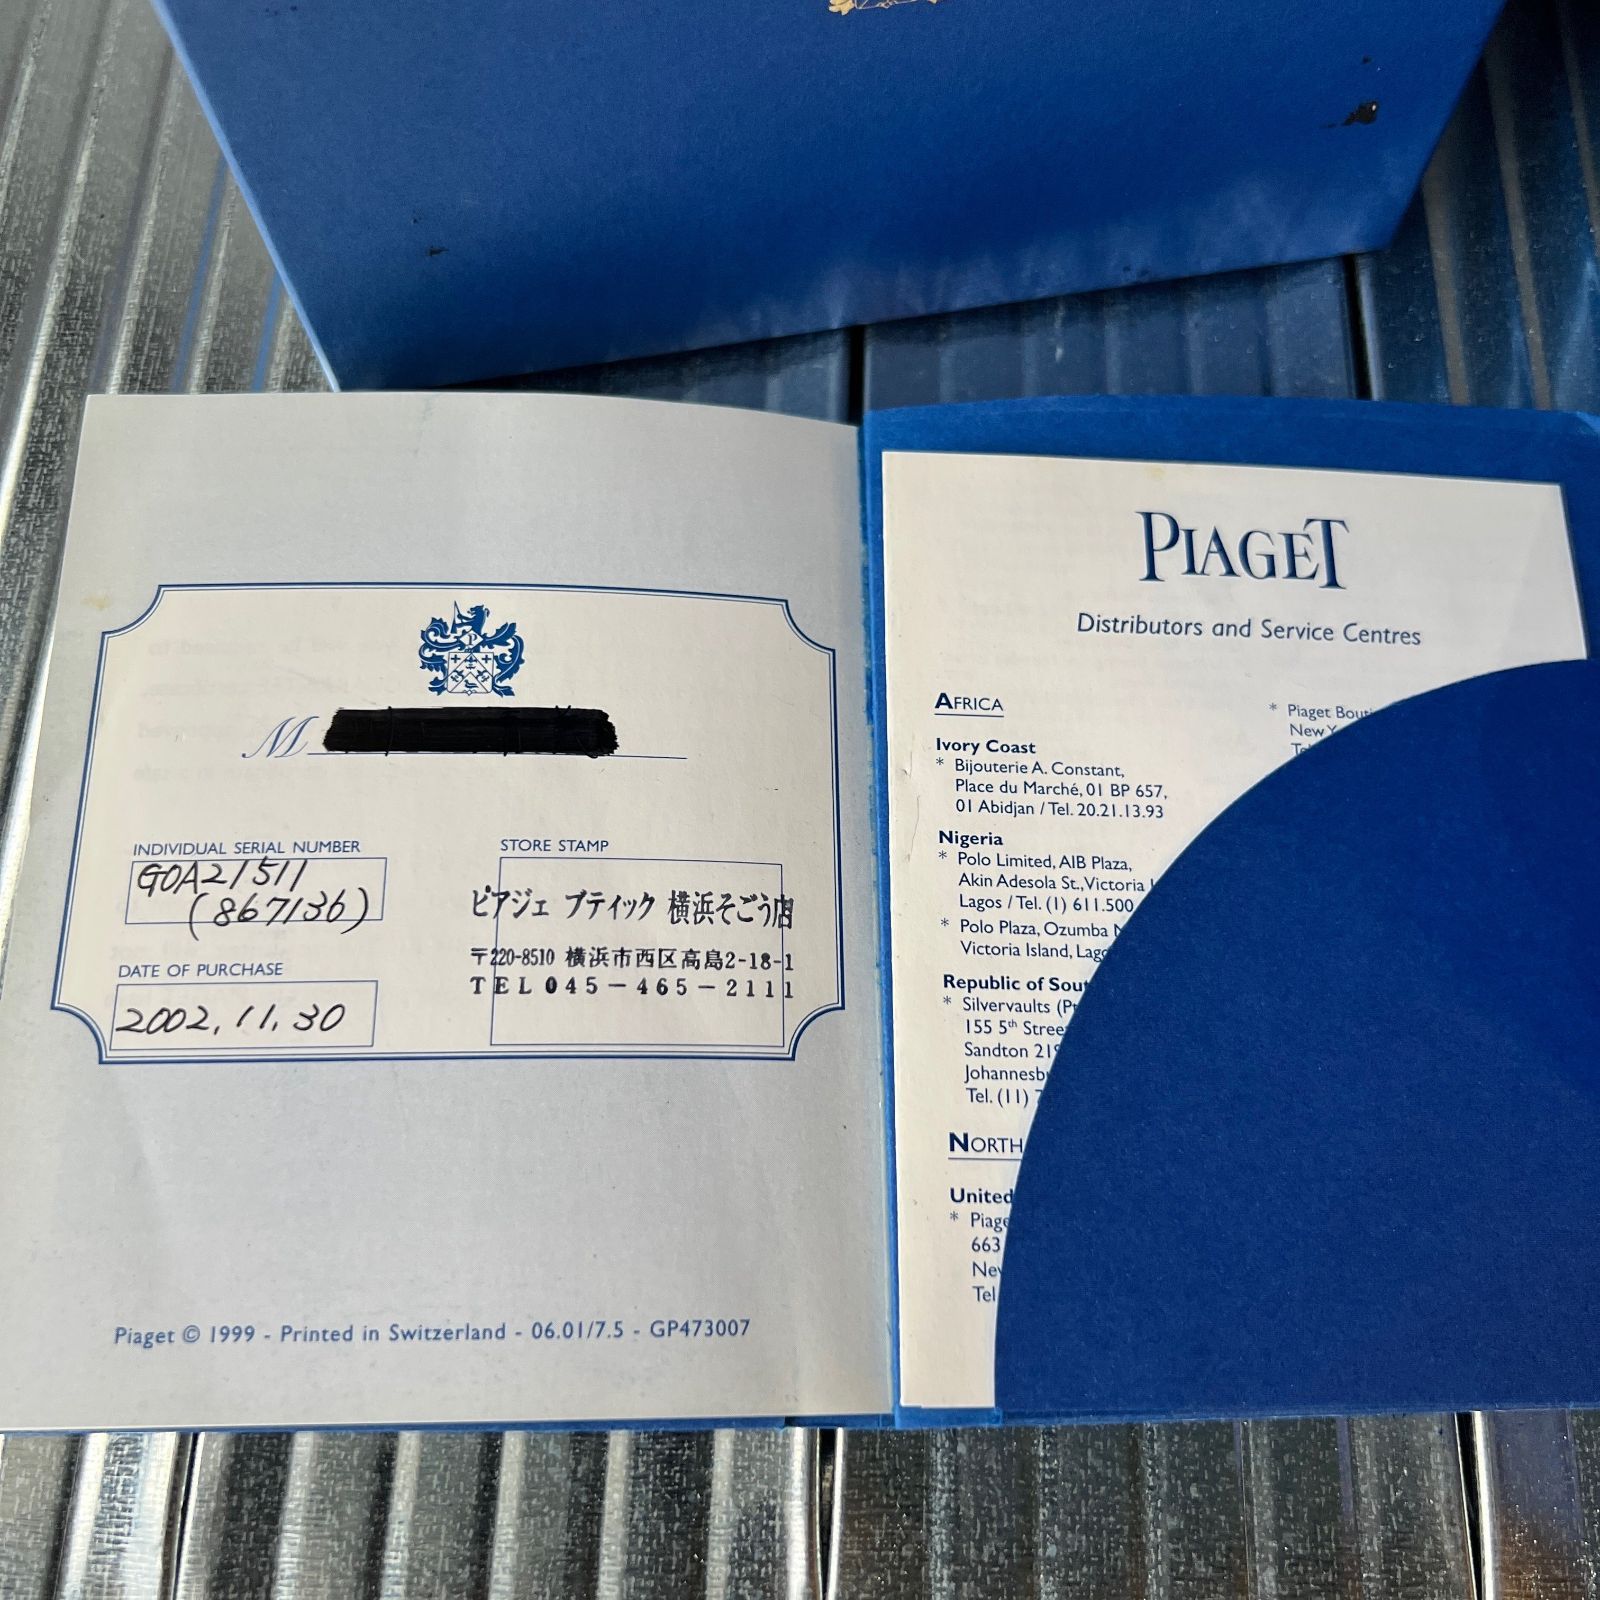 M
INDIVIDUAL SERIAL NUMBER
GOA21511
(867136)
DATE OF PURCHASE
2002.11.30
STORE STAMP
ピアジェ ブティック 横浜そごう店
〒220-8510 横浜市西区高島2-18-1
TEL 045-465-2111
Piaget © 1999 - Printed in Switzerland - 06.01/7.5 - GP473007
PIAGET
Distributors and Service Centres
AFRICA
Ivory Coast
* Bijouterie A. Constant,
Place du Marché, 01 BP 657,
01 Abidjan / Tel. 20.21.13.93
Nigeria
* Polo Limited, AIB Plaza,
Akin Adesola St., Victoria
Lagos / Tel. (1) 611.500
* Polo Plaza, Ozumba
Victoria Island,
Republic of
* Silvervaults
155 5th
Sandton
Tel. (11)
NORTH
United
*
663
Tel
* Piaget
New